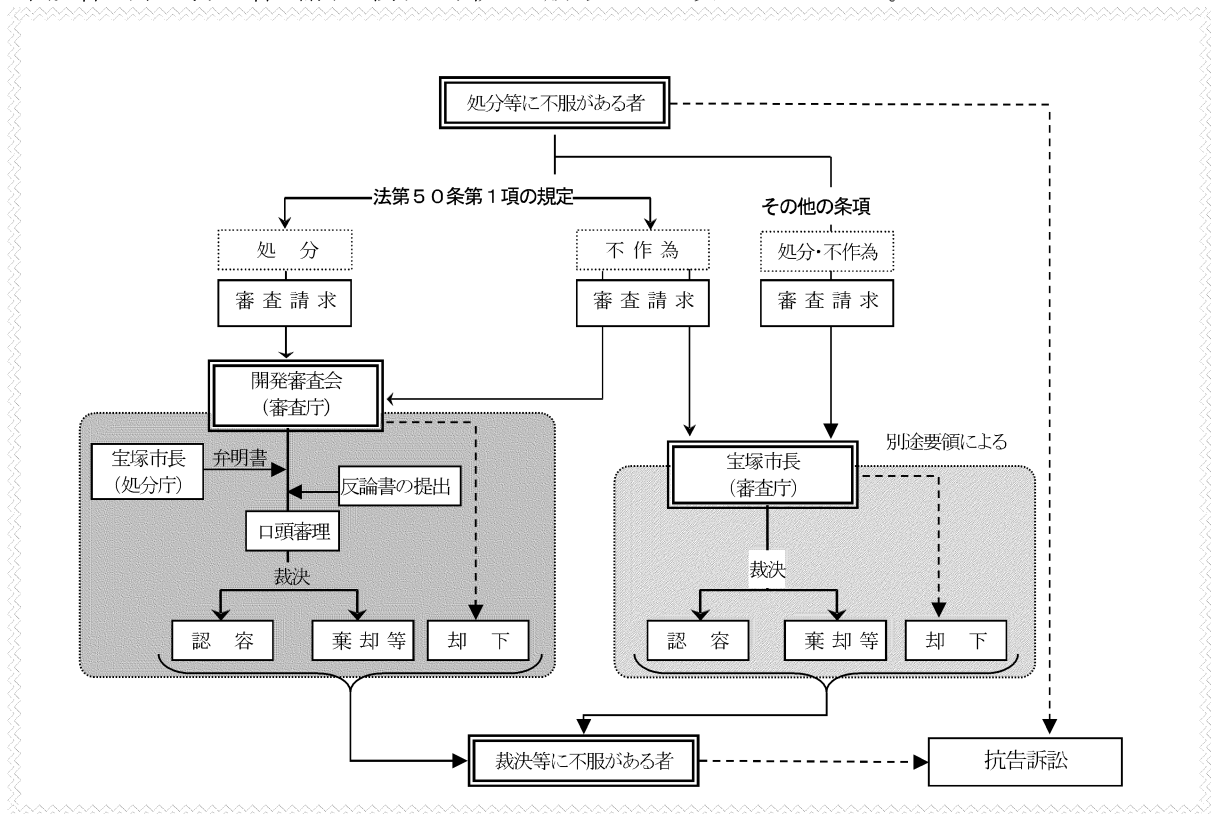 処分等に不服がある者
法第５０条第１項の規定
その他の条項
処　分
不 作 為
処分・不作為
審 査 請 求
審 査 請 求
審 査 請 求
開発審査会
（審査庁）
宝塚市長
（処分庁）
弁明書
反論書の提出
口頭審理
裁決
認　容
棄 却 等
却　下
別途要領による
宝塚市長
（審査庁）
裁決
認　容
棄 却 等
却　下
裁決等に不服がある者
抗告訴訟